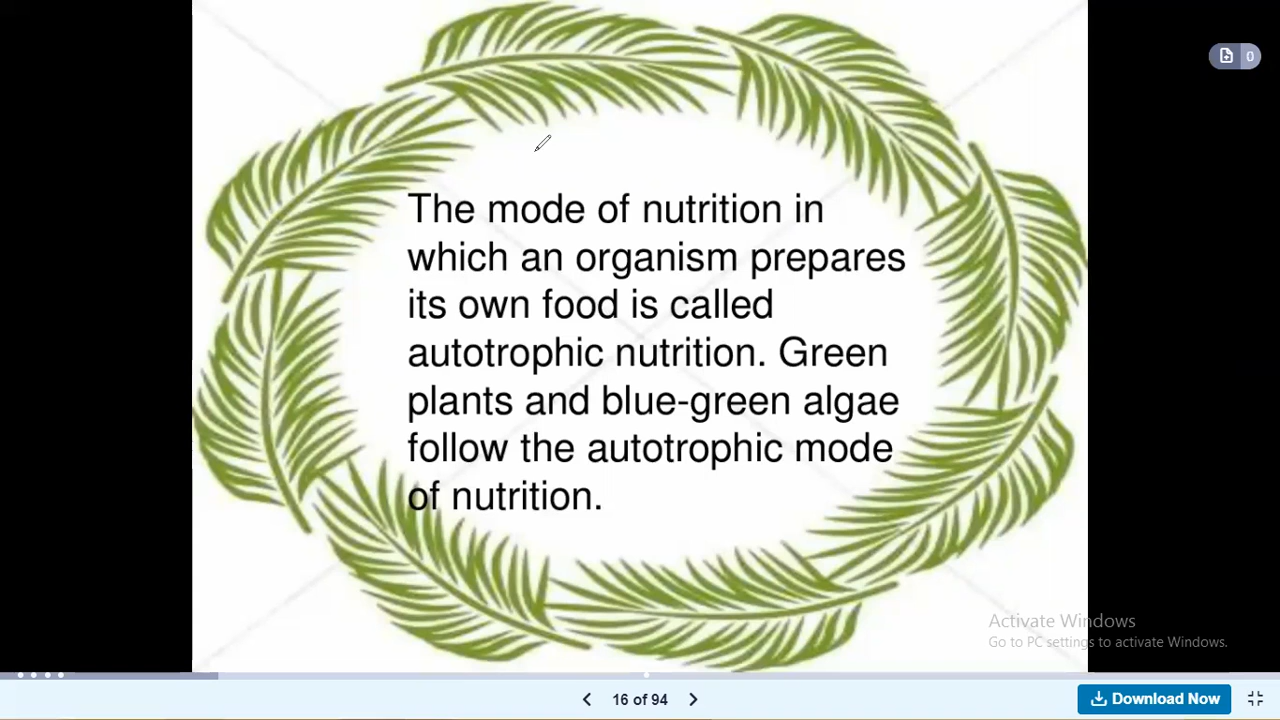 0
The mode of nutrition in
which an organism prepares
its own food is called
autotrophic nutrition. Green
plants and blue-green algae
follow the autotrophic mode
of nutrition.
Activate Windows
Go to PC settings to activate Windows.
16 of 94
Download Now